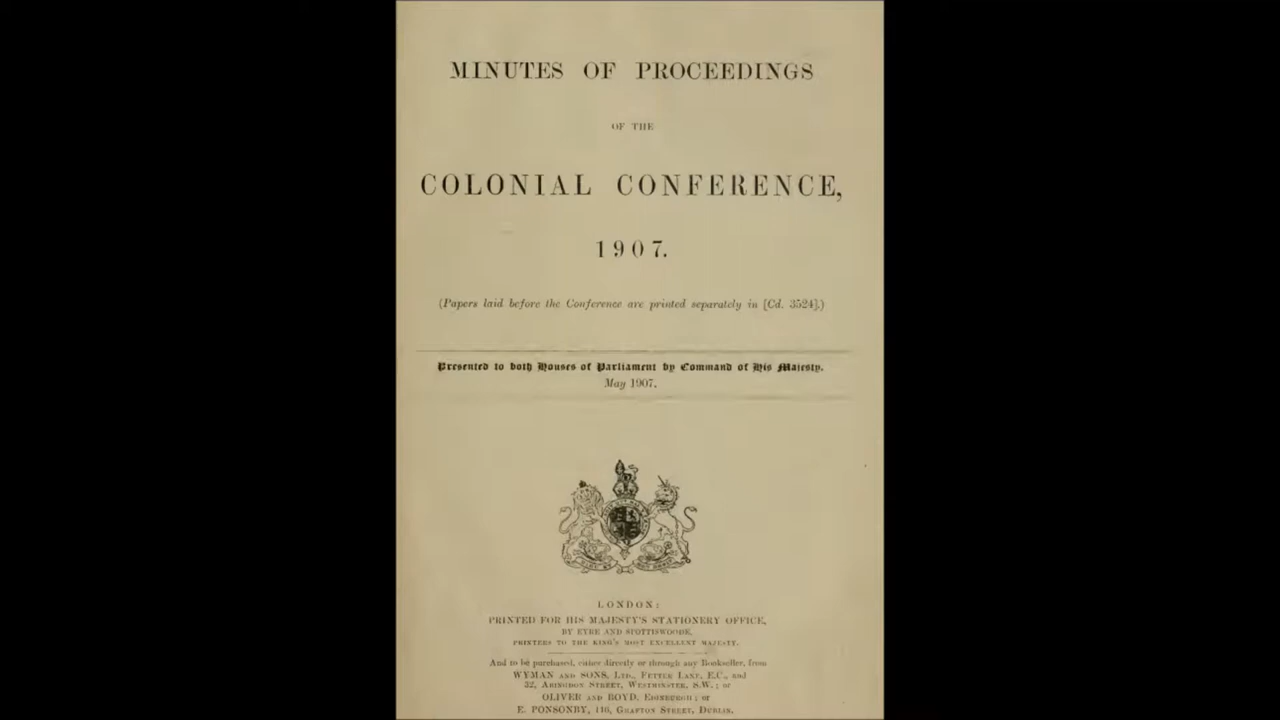 MINUTES OF PROCEEDINGS
OF THE
COLONIAL CONFERENCE,
1907.
(Papers laid before the Conference are printed separately in [Cd. 3524].)
Presented to both Houses of Parliament by Command of His Majesty.
May 1907.
LONDON:
PRINTED FOR HIS MAJESTY'S STATIONERY OFFICE,
BY EYRE AND SPOTTISWOODE,
PRINTERS TO THE KING'S MOST EXCELLENT MAJESTY.
And to be purchased, either directly or through any Bookseller, from
WYMAN AND SONS, LTD., FETTER LANE, E.C., and
32, ABINGDON STREET, WESTMINSTER, S.W.; or
OLIVER AND BOYD, EDINBURGH; or
E. PONSONBY, 116, GRAFTON STREET, DUBLIN.